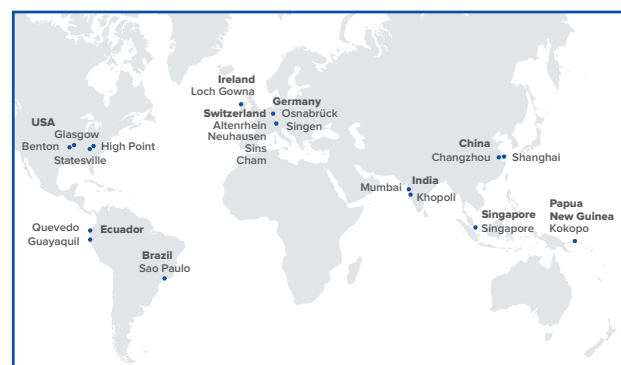 Ireland
Loch Gowna
Germany
Osnabrück
Singen
Switzerland
Altenrhein
Neuhausen
Sins
Cham
USA
Glasgow
Benton
High Point
Statesville
China
Changzhou
Shanghai
Mumbai
India
Khopoli
Papua
New Guinea
Kokopo
Singapore
Singapore
Quevedo
Guayaquil
Ecuador
Brazil
Sao Paulo